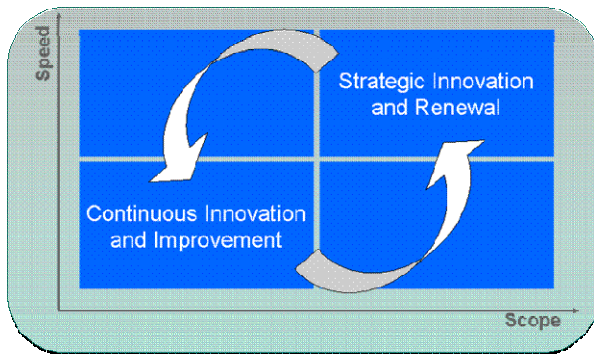 Speed
Strategic Innovation
and Renewal
Continuous Innovation
and Improvement
Scope